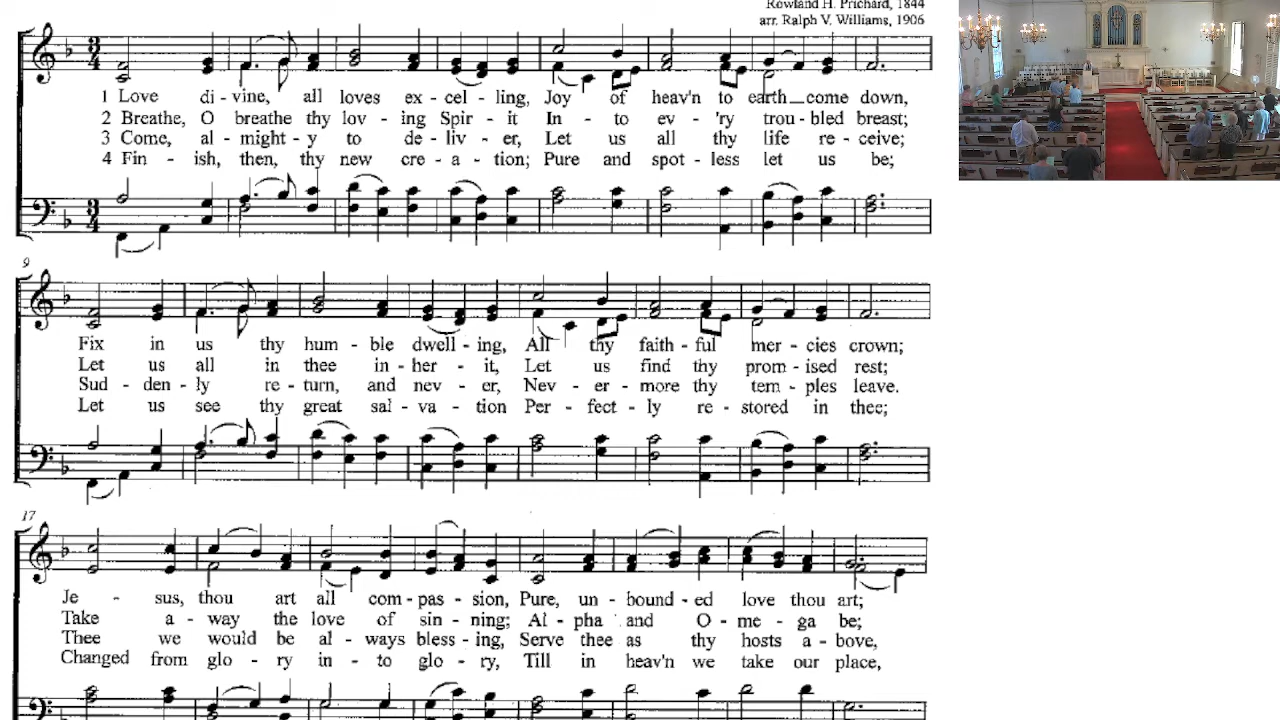 Rowland H. Prichard, 1844
arr. Ralph V. Williams, 1906
1 Love di - vine, all loves ex - cel - ling, Joy of heav'n to earth come down,
2 Breathe, O breathe thy lov - ing Spir - it In - to ev - 'ry trou - bled breast;
3 Come, al - might - y to de - liv - er, Let us all thy life re - ceive;
4 Fin - ish, then, thy new cre - a - tion; Pure and spot - less let us be;
9
Fix in us thy hum - ble dwell - ing, All thy faith - ful mer - cies crown;
Let us all in thee in - her - it, Let us find thy prom - ised rest;
Sud - den - ly re - turn, and nev - er, Nev - er - more thy tem - ples leave.
Let us see thy great sal - va - tion Per - fect - ly re - stored in thee;
17
Je - sus, thou art all com - pas - sion, Pure, un - bound - ed love thou art;
Take a - way the love of sin - ning; Al - pha and O - me - ga be;
Thee we would be al - ways bless - ing, Serve thee as thy hosts a - bove,
Changed from glo - ry in - to glo - ry, Till in heav'n we take our place,